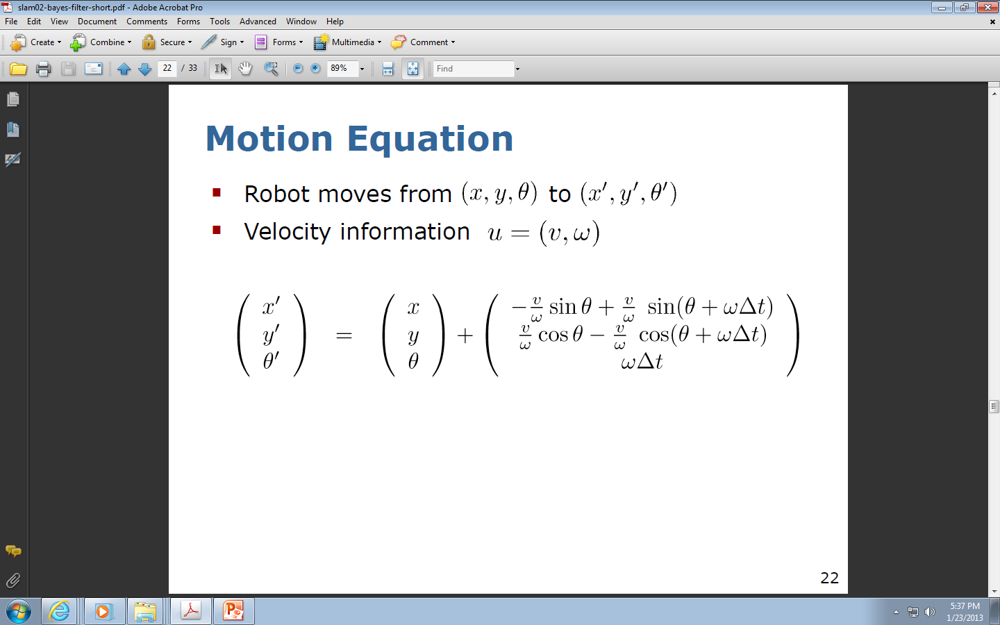 slam02-bayes-filter-short.pdf - Adobe Acrobat Pro
File Edit View Document Comments Forms Tools Advanced Window Help
Create Combine Secure Sign Forms Multimedia Comment
22 / 33 89% Find
Motion Equation
Robot moves from (x, y, θ) to (x′, y′, θ′)
Velocity information u = (v, ω)
( x′ y′ θ′ ) = ( x y θ ) + ( −v/ω sin θ + v/ω sin(θ + ωΔt)
v/ω cos θ − v/ω cos(θ + ωΔt)
ωΔt )
22
5:37 PM
1/23/2013